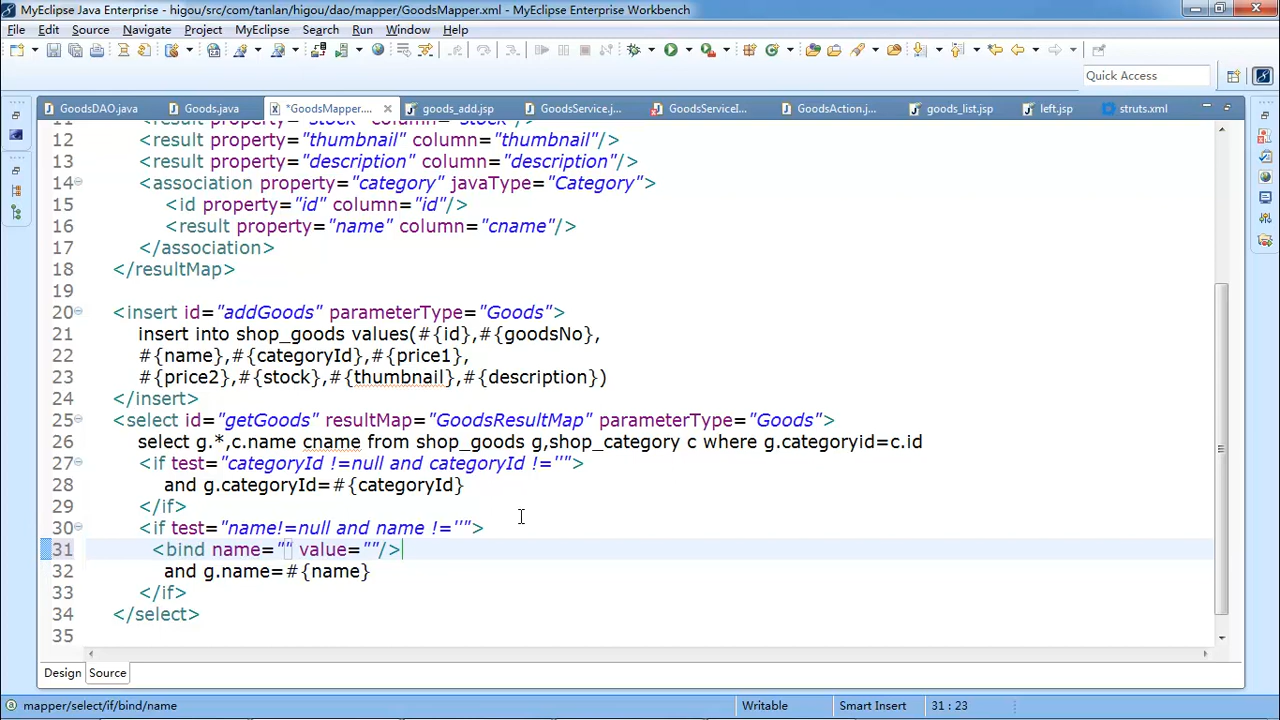 MyEclipse Java Enterprise - higou/src/com/tanlan/higou/dao/mapper/GoodsMapper.xml - MyEclipse Enterprise Workbench
File Edit Source Navigate Project MyEclipse Search Run Window Help
Quick Access
GoodsDAO.java Goods.java *GoodsMapper.... goods_add.jsp GoodsService.j... GoodsServiceI... GoodsAction.j... goods_list.jsp left.jsp struts.xml
11 <result property="stock" column="stock"/>
12 <result property="thumbnail" column="thumbnail"/>
13 <result property="description" column="description"/>
14 <association property="category" javaType="Category">
15 <id property="id" column="id"/>
16 <result property="name" column="cname"/>
17 </association>
18 </resultMap>
19
20 <insert id="addGoods" parameterType="Goods">
21 insert into shop_goods values(#{id},#{goodsNo},
22 #{name},#{categoryId},#{price1},
23 #{price2},#{stock},#{thumbnail},#{description})
24 </insert>
25 <select id="getGoods" resultMap="GoodsResultMap" parameterType="Goods">
26 select g.*,c.name cname from shop_goods g,shop_category c where g.categoryid=c.id
27 <if test="categoryId !=null and categoryId !=''">
28 and g.categoryId=#{categoryId}
29 </if>
30 <if test="name!=null and name !=''">
31 <bind name="" value=""/>
32 and g.name=#{name}
33 </if>
34 </select>
35
Design Source
mapper/select/if/bind/name Writable Smart Insert 31 : 23